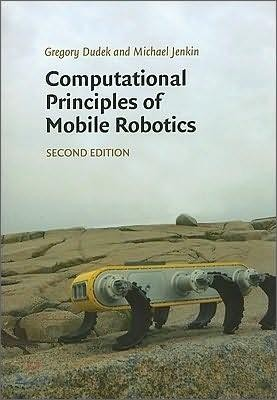 Gregory Dudek and Michael Jenkin
Computational
Principles of
Mobile Robotics
SECOND EDITION